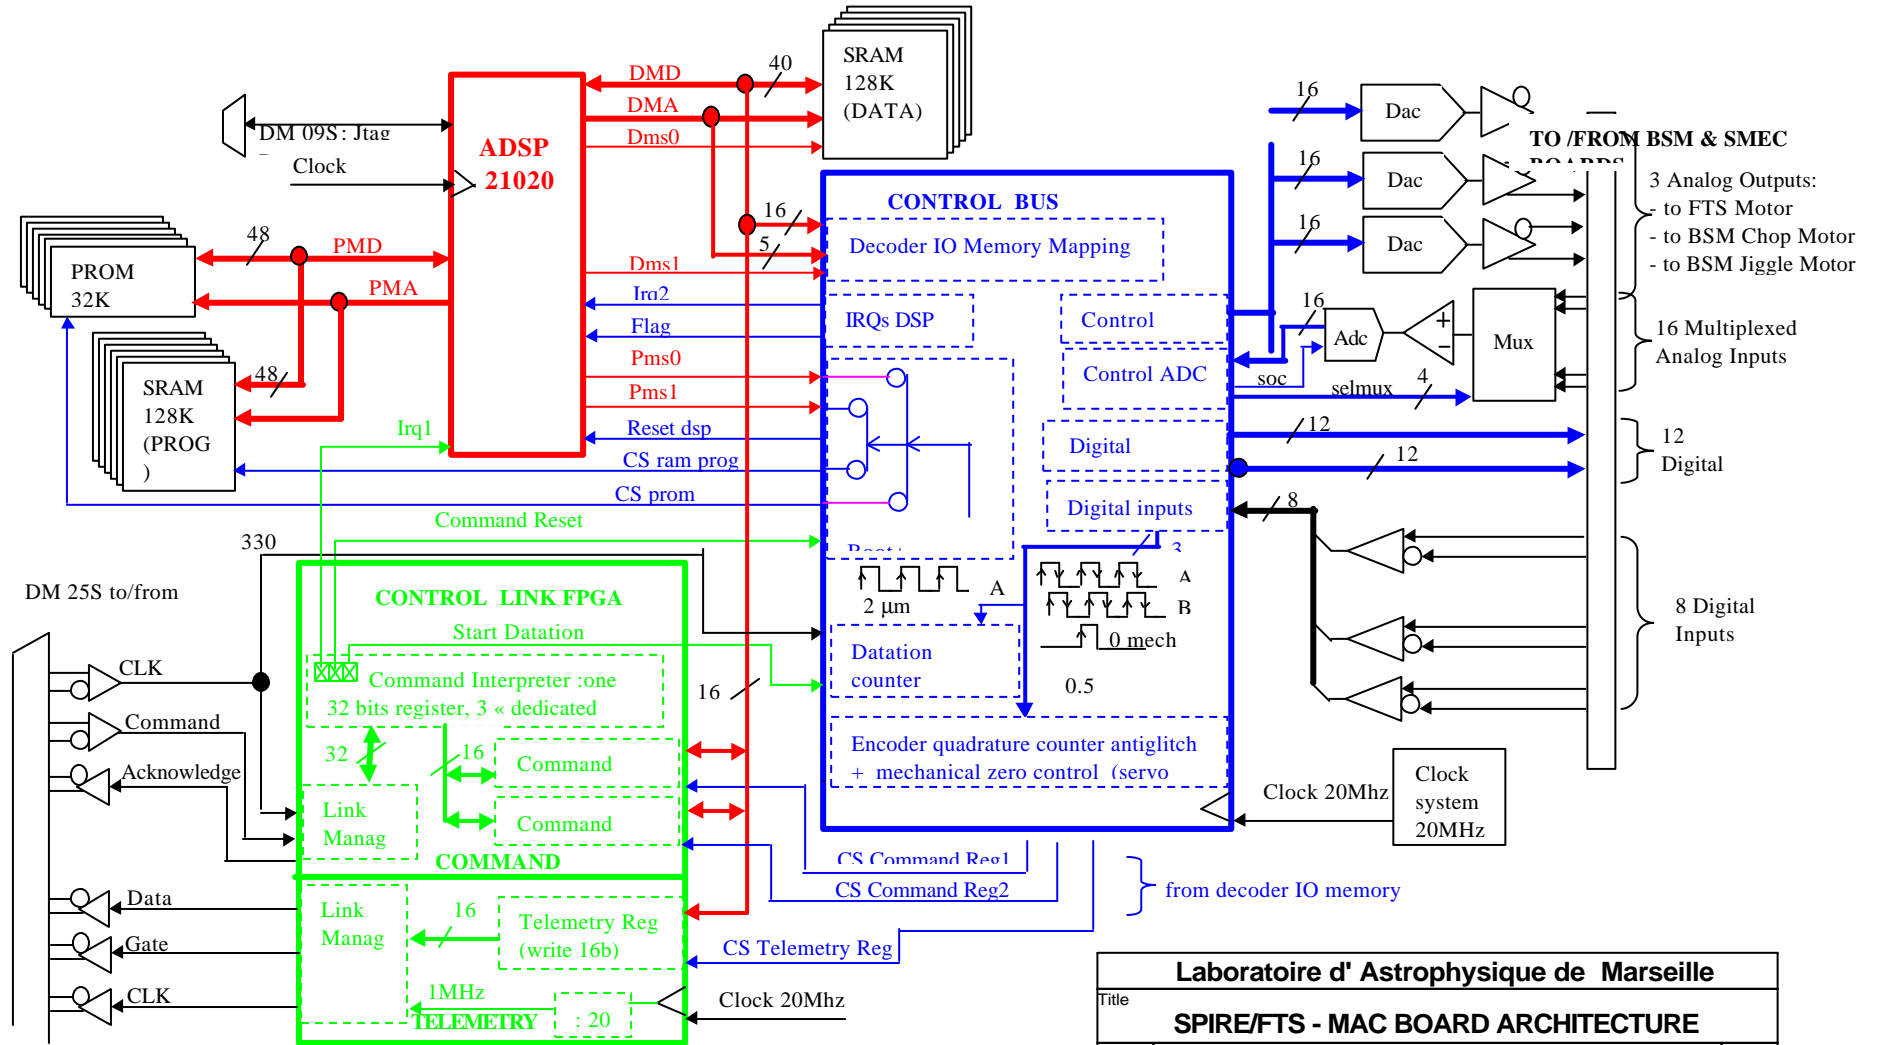 DMD
40
SRAM
128K
(DATA)
DMA
Dms0
DM 09S: Jtag
Clock
ADSP
21020
16
Dac
16
Dac
16
Dac
TO /FROM BSM & SMEC
BOARDS
3 Analog Outputs:
- to FTS Motor
- to BSM Chop Motor
- to BSM Jiggle Motor
CONTROL BUS
16
5
Decoder IO Memory Mapping
48
PMD
PROM
32K
PMA
Dms1
Irq2
IRQs DSP
Flag
Control
16
Adc
+
−
Mux
16 Multiplexed
Analog Inputs
Pms0
Control ADC
soc
selmux
4
48
SRAM
128K
(PROG
)
Pms1
Irq1
Reset dsp
Digital
12
12
12
Digital
CS ram prog
CS prom
Digital inputs
8
Command Reset
330
3
8 Digital
Inputs
DM 25S to/from
CONTROL LINK FPGA
2 µm
A
A
B
0 mech
Start Datation
Datation
counter
0.5
CLK
Command Interpreter :one
32 bits register, 3 « dedicated
16
Command
32
16
Command
Encoder quadrature counter antiglitch
+ mechanical zero control (servo
Acknowledge
Link
Manag
Command
COMMAND
Clock 20Mhz
Clock
system
20MHz
CS Command Reg1
CS Command Reg2
from decoder IO memory
Data
Link
Manag
16
Telemetry Reg
(write 16b)
Gate
CS Telemetry Reg
CLK
1MHz
TELEMETRY
: 20
Clock 20Mhz
Laboratoire d' Astrophysique de Marseille
Title
SPIRE/FTS - MAC BOARD ARCHITECTURE